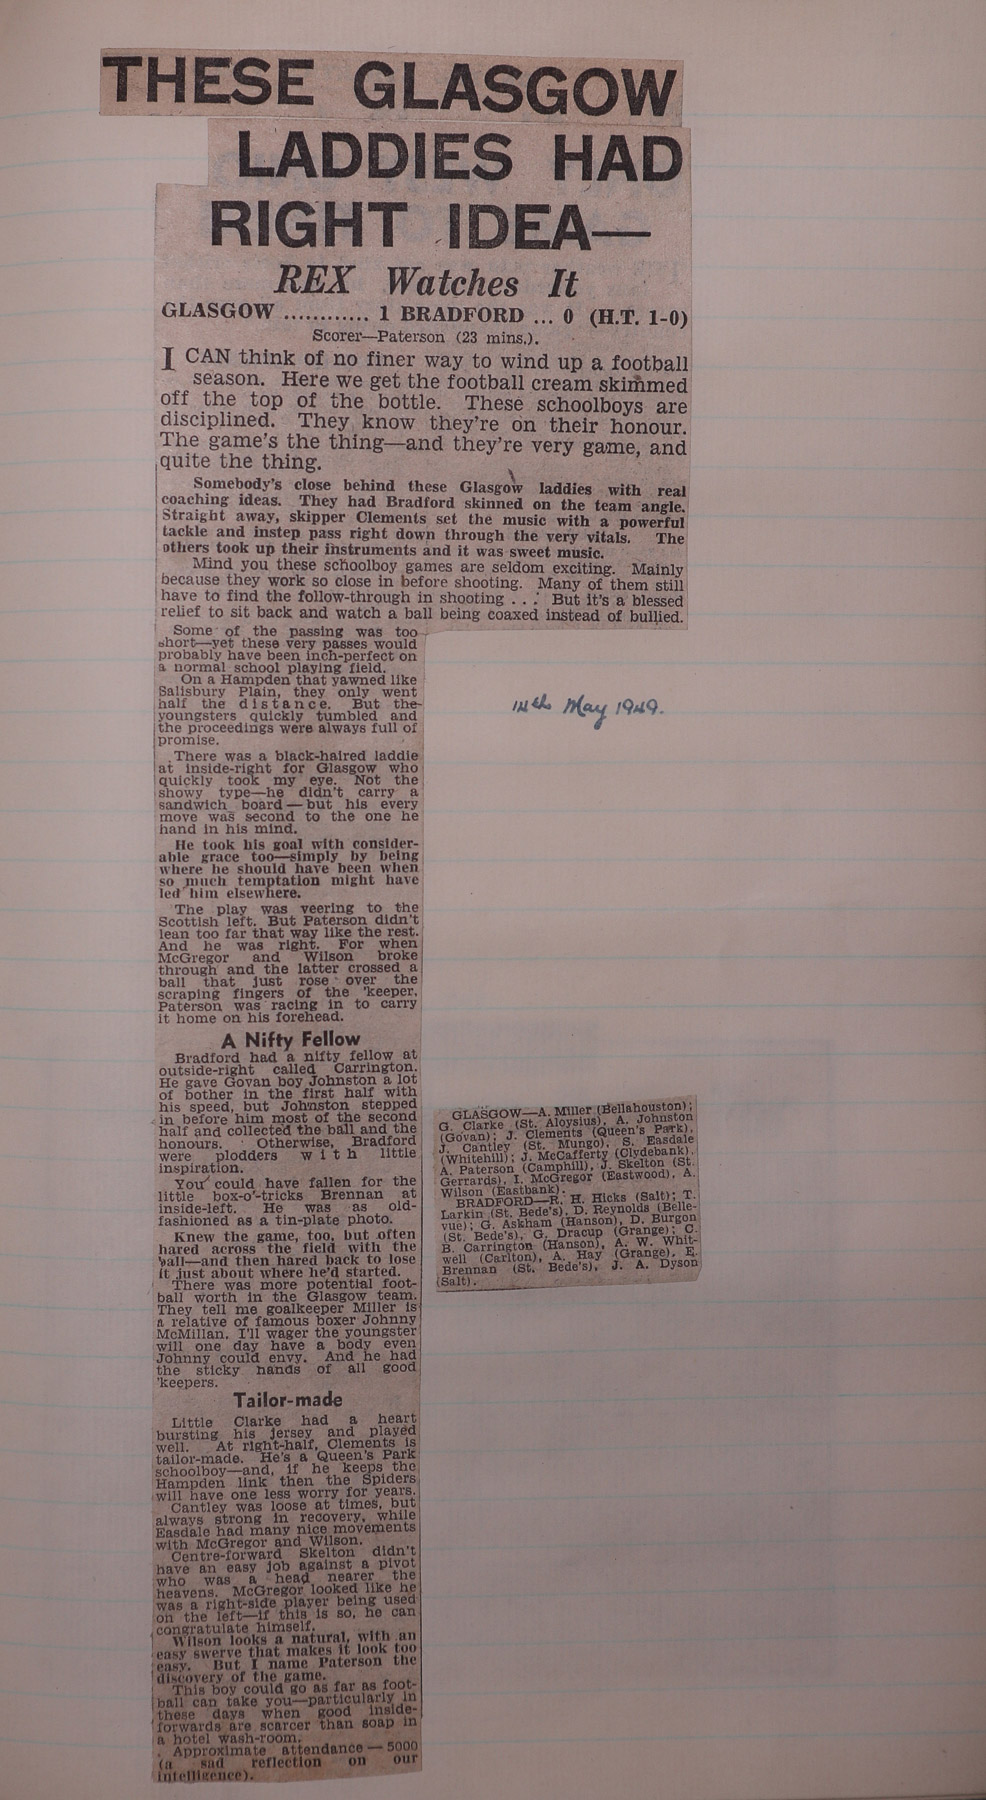 THESE GLASGOW
LADDIES HAD
RIGHT IDEA—
REX Watches It
GLASGOW ............ 1 BRADFORD ... 0 (H.T. 1-0)
Scorer—Paterson (23 mins.).
I CAN think of no finer way to wind up a football
season. Here we get the football cream skimmed
off the top of the bottle. These schoolboys are
disciplined. They know they're on their honour.
The game's the thing—and they're very game, and
quite the thing.
Somebody's close behind these Glasgow laddies with real
coaching ideas. They had Bradford skinned on the team angle.
Straight away, skipper Clements set the music with a powerful
tackle and instep pass right down through the very vitals. The
others took up their instruments and it was sweet music.
Mind you these schoolboy games are seldom exciting. Mainly
because they work so close in before shooting. Many of them still
have to find the follow-through in shooting . . . But it's a blessed
relief to sit back and watch a ball being coaxed instead of bullied.
Some of the passing was too
short—yet these very passes would
probably have been inch-perfect on
a normal school playing field.
On a Hampden that yawned like
Salisbury Plain, they only went
half the distance. But the
youngsters quickly tumbled and
the proceedings were always full of
promise.
There was a black-haired laddie
at inside-right for Glasgow who
quickly took my eye. Not the
showy type—he didn't carry a
sandwich board—but his every
move was second to the one he
hand in his mind.
He took his goal with consider-
able grace too—simply by being
where he should have been when
so much temptation might have
led him elsewhere.
The play was veering to the
Scottish left. But Paterson didn't
lean too far that way like the rest.
And he was right. For when
McGregor and Wilson broke
through and the latter crossed a
ball that just rose over the
scraping fingers of the 'keeper,
Paterson was racing in to carry
it home on his forehead.
A Nifty Fellow
Bradford had a nifty fellow at
outside-right called Carrington.
He gave Govan boy Johnston a lot
of bother in the first half with
his speed, but Johnston stepped
in before him most of the second
half and collected the ball and the
honours. Otherwise, Bradford
were plodders with little
inspiration.
You could have fallen for the
little box-o'-tricks Brennan at
inside-left. He was as old-
fashioned as a tin-plate photo.
Knew the game, too, but often
hared across the field with the
ball—and then hared back to lose
it just about where he'd started.
There was more potential foot-
ball worth in the Glasgow team.
They tell me goalkeeper Miller is
a relative of famous boxer Johnny
McMillan. I'll wager the youngster
will one day have a body even
Johnny could envy. And he had
the sticky hands of all good
'keepers.
Tailor-made
Little Clarke had a heart
bursting his jersey and played
well. At right-half, Clements is
tailor-made. He's a Queen's Park
schoolboy—and, if he keeps the
Hampden link then the Spiders
will have one less worry for years.
Cantley was loose at times, but
always strong in recovery, while
Easdale had many nice movements
with McGregor and Wilson.
Centre-forward Skelton didn't
have an easy job against a pivot
who was a head nearer the
heavens. McGregor looked like he
was a right-side player being used
on the left—if this is so, he can
congratulate himself.
Wilson looks a natural, with an
easy swerve that makes it look too
easy. But I name Paterson the
discovery of the game.
This boy could go as far as foot-
ball can take you—particularly in
these days when good inside-
forwards are scarcer than soap in
a hotel wash-room.
Approximate attendance — 5000
(a sad reflection on our
intelligence).
14th May 1949.
GLASGOW—A. Miller (Bellahouston);
G. Clarke (St. Aloysius), A. Johnston
(Govan); J. Clements (Queen's Park),
J. Cantley (St. Mungo), S. Easdale
(Whitehill); J. McCafferty (Clydebank),
A. Paterson (Camphill), J. Skelton (St.
Gerrards), I. McGregor (Eastwood), A.
Wilson (Eastbank).
BRADFORD—R. H. Hicks (Salt); T.
Larkin (St. Bede's), D. Reynolds (Belle-
vue); G. Askham (Hanson), D. Burgon
(St. Bede's), G. Dracup (Grange); C.
B. Carrington (Hanson), A. W. Whit-
well (Carlton), A. Hay (Grange), E.
Brennan (St. Bede's), J. A. Dyson
(Salt).